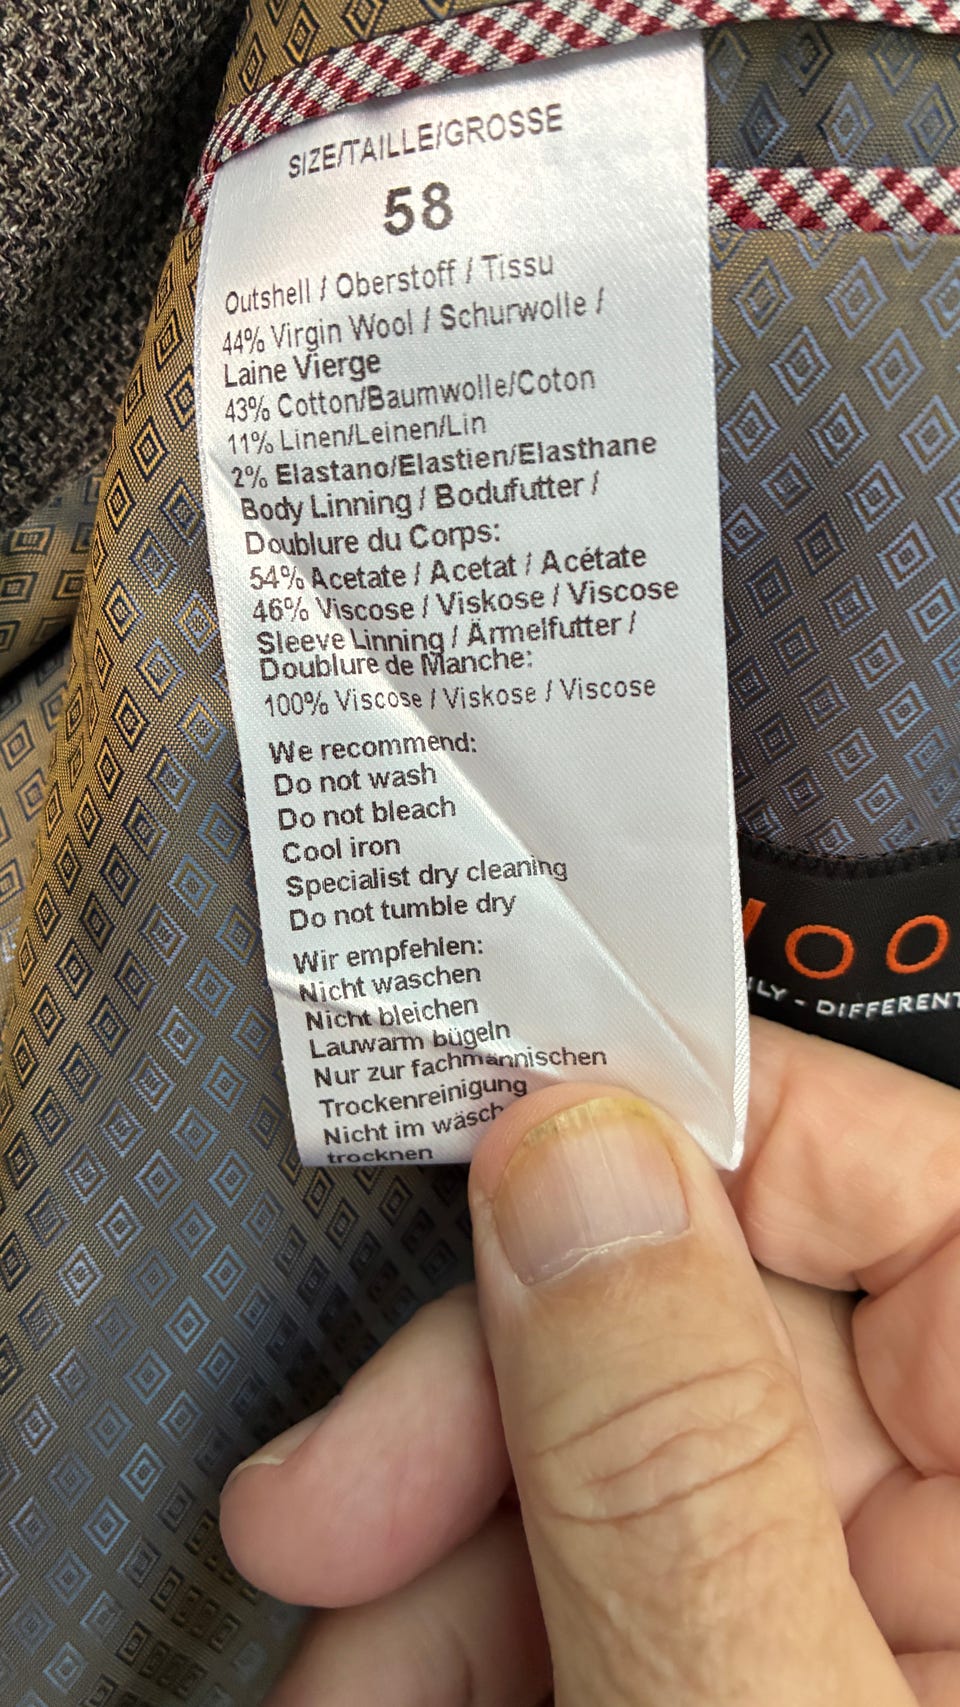 SIZE/TAILLE/GROSSE
58
Outshell / Oberstoff / Tissu
44% Virgin Wool / Schurwolle /
Laine Vierge
43% Cotton/Baumwolle/Coton
11% Linen/Leinen/Lin
2% Elastano/Elastien/Elasthane
Body Linning / Bodufutter /
Doublure du Corps:
54% Acetate / Acetat / Acétate
46% Viscose / Viskose / Viscose
Sleeve Linning / Ärmelfutter /
Doublure de Manche:
100% Viscose / Viskose / Viscose
We recommend:
Do not wash
Do not bleach
Cool iron
Specialist dry cleaning
Do not tumble dry
Wir empfehlen:
Nicht waschen
Nicht bleichen
Lauwarm bügeln
Nur zur fachmännischen
Trockenreinigung
Nicht im wäsch
trocknen
OO
LY - DIFFERENT